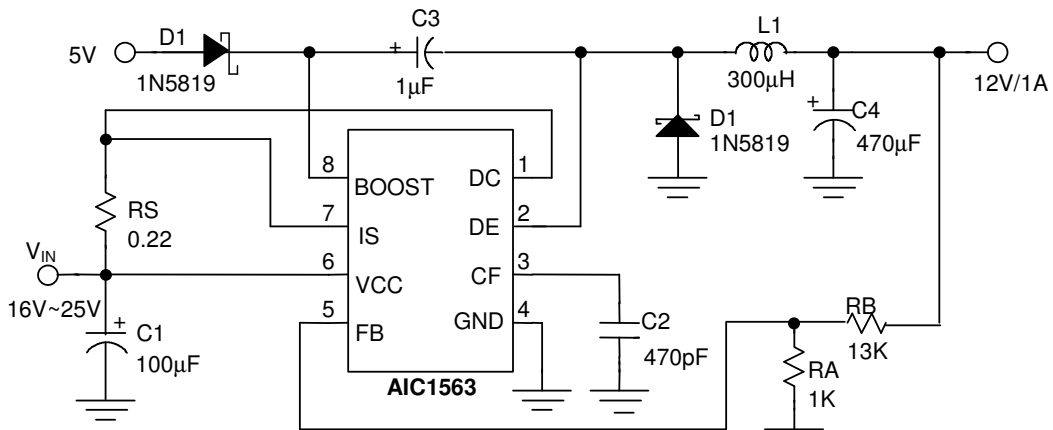 C3
+
1µF
5V
D1
1N5819
L1
300µH
12V/1A
D1
1N5819
+
C4
470µF
8
BOOST
DC
1
7
IS
DE
2
6
VCC
CF
3
5
FB
GND
4
AIC1563
RS
0.22
VIN
16V~25V
+
C1
100µF
C2
470pF
RB
13K
RA
1K